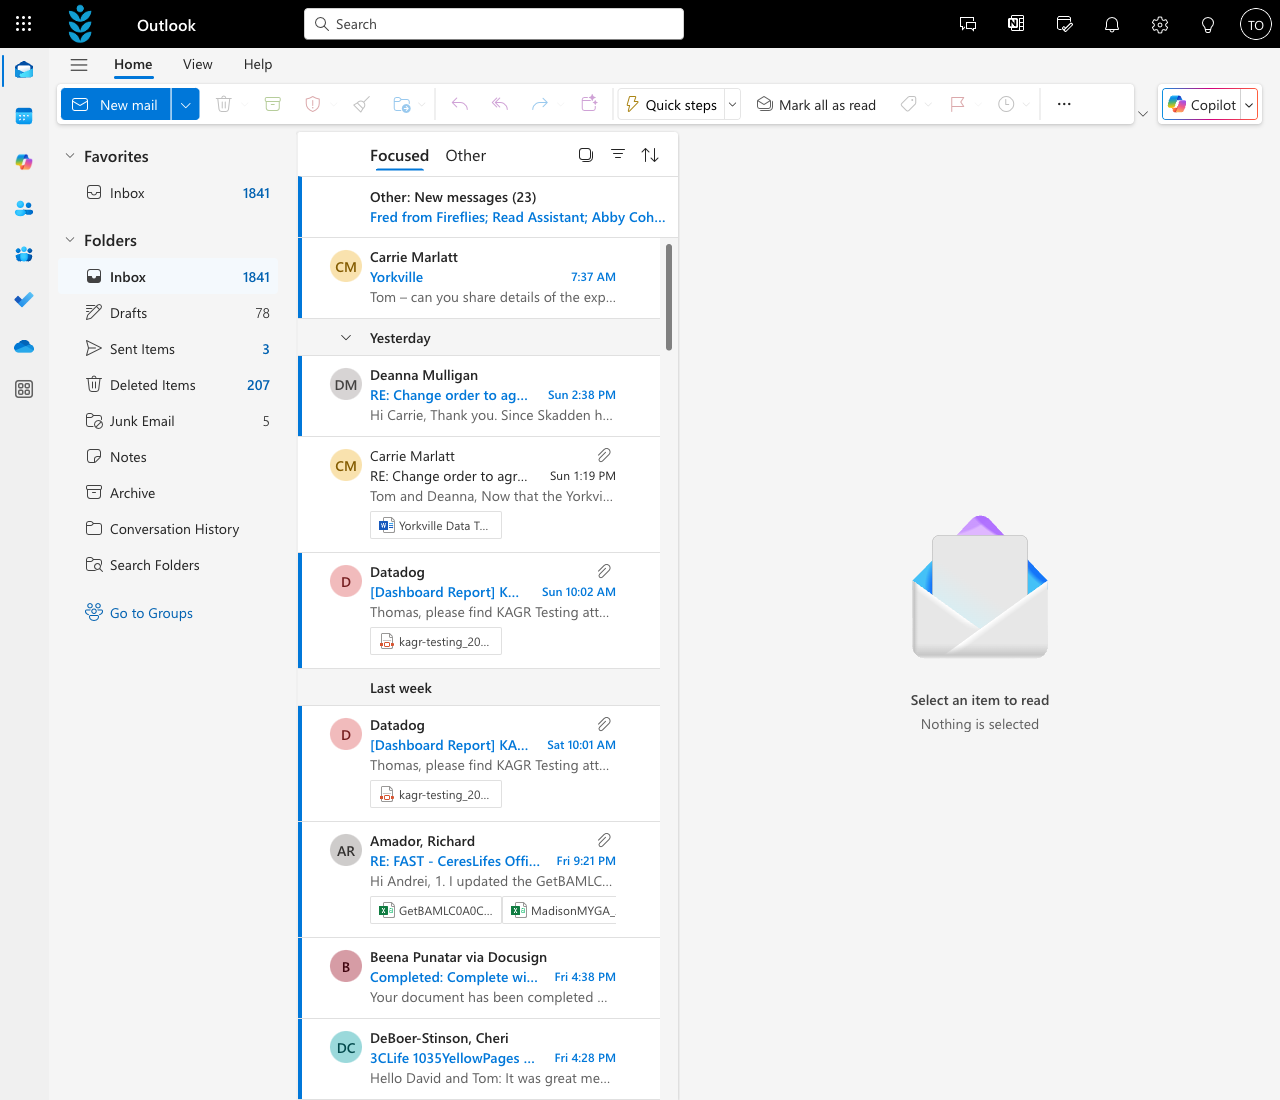 Outlook
Search
TO
Home
View
Help
New mail
Quick steps
Mark all as read
Copilot
Favorites
Inbox 1841
Folders
Inbox 1841
Drafts 78
Sent Items 3
Deleted Items 207
Junk Email 5
Notes
Archive
Conversation History
Search Folders
Go to Groups
Focused Other
Other: New messages (23)
Fred from Fireflies; Read Assistant; Abby Coh...
CM
Carrie Marlatt
Yorkville 7:37 AM
Tom – can you share details of the exp...
Yesterday
DM
Deanna Mulligan
RE: Change order to ag... Sun 2:38 PM
Hi Carrie, Thank you. Since Skadden h...
CM
Carrie Marlatt
RE: Change order to agr... Sun 1:19 PM
Tom and Deanna, Now that the Yorkvi...
Yorkville Data T...
D
Datadog
[Dashboard Report] K... Sun 10:02 AM
Thomas, please find KAGR Testing att...
kagr-testing_20...
Last week
D
Datadog
[Dashboard Report] KA... Sat 10:01 AM
Thomas, please find KAGR Testing att...
kagr-testing_20...
AR
Amador, Richard
RE: FAST - CeresLifes Offi... Fri 9:21 PM
Hi Andrei, 1. I updated the GetBAMLC...
GetBAMLC0A0C... MadisonMYGA_
B
Beena Punatar via Docusign
Completed: Complete wi... Fri 4:38 PM
Your document has been completed ...
DC
DeBoer-Stinson, Cheri
3CLife 1035YellowPages ... Fri 4:28 PM
Hello David and Tom: It was great me...
Select an item to read
Nothing is selected